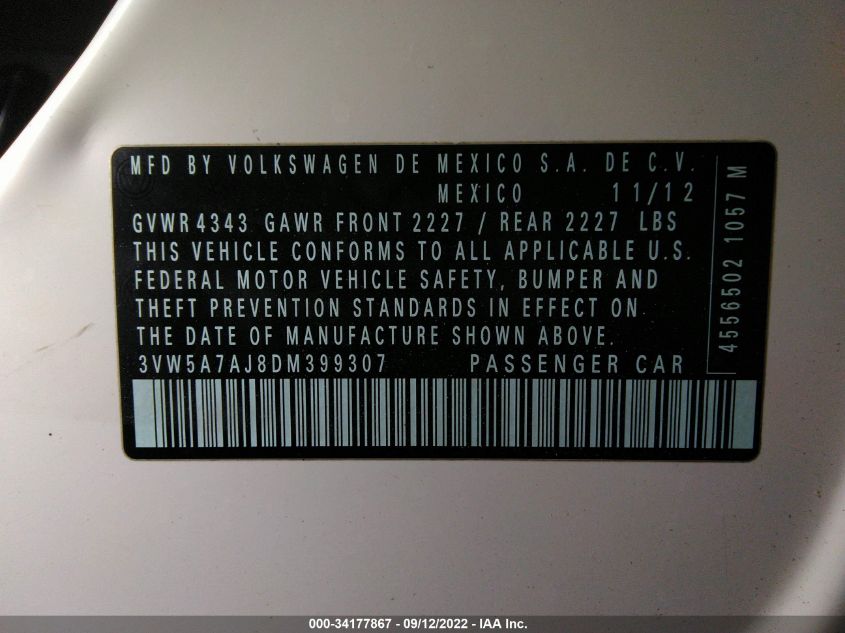 MFD BY VOLKSWAGEN DE MEXICO S.A. DE C.V.
MEXICO 11/12
GVWR 4343 GAWR FRONT 2227 / REAR 2227 LBS
THIS VEHICLE CONFORMS TO ALL APPLICABLE U.S.
FEDERAL MOTOR VEHICLE SAFETY, BUMPER AND
THEFT PREVENTION STANDARDS IN EFFECT ON
THE DATE OF MANUFACTURE SHOWN ABOVE.
3VW5A7AJ8DM399307 PASSENGER CAR
4556502 1057 M
000-34177867 - 09/12/2022 - IAA Inc.